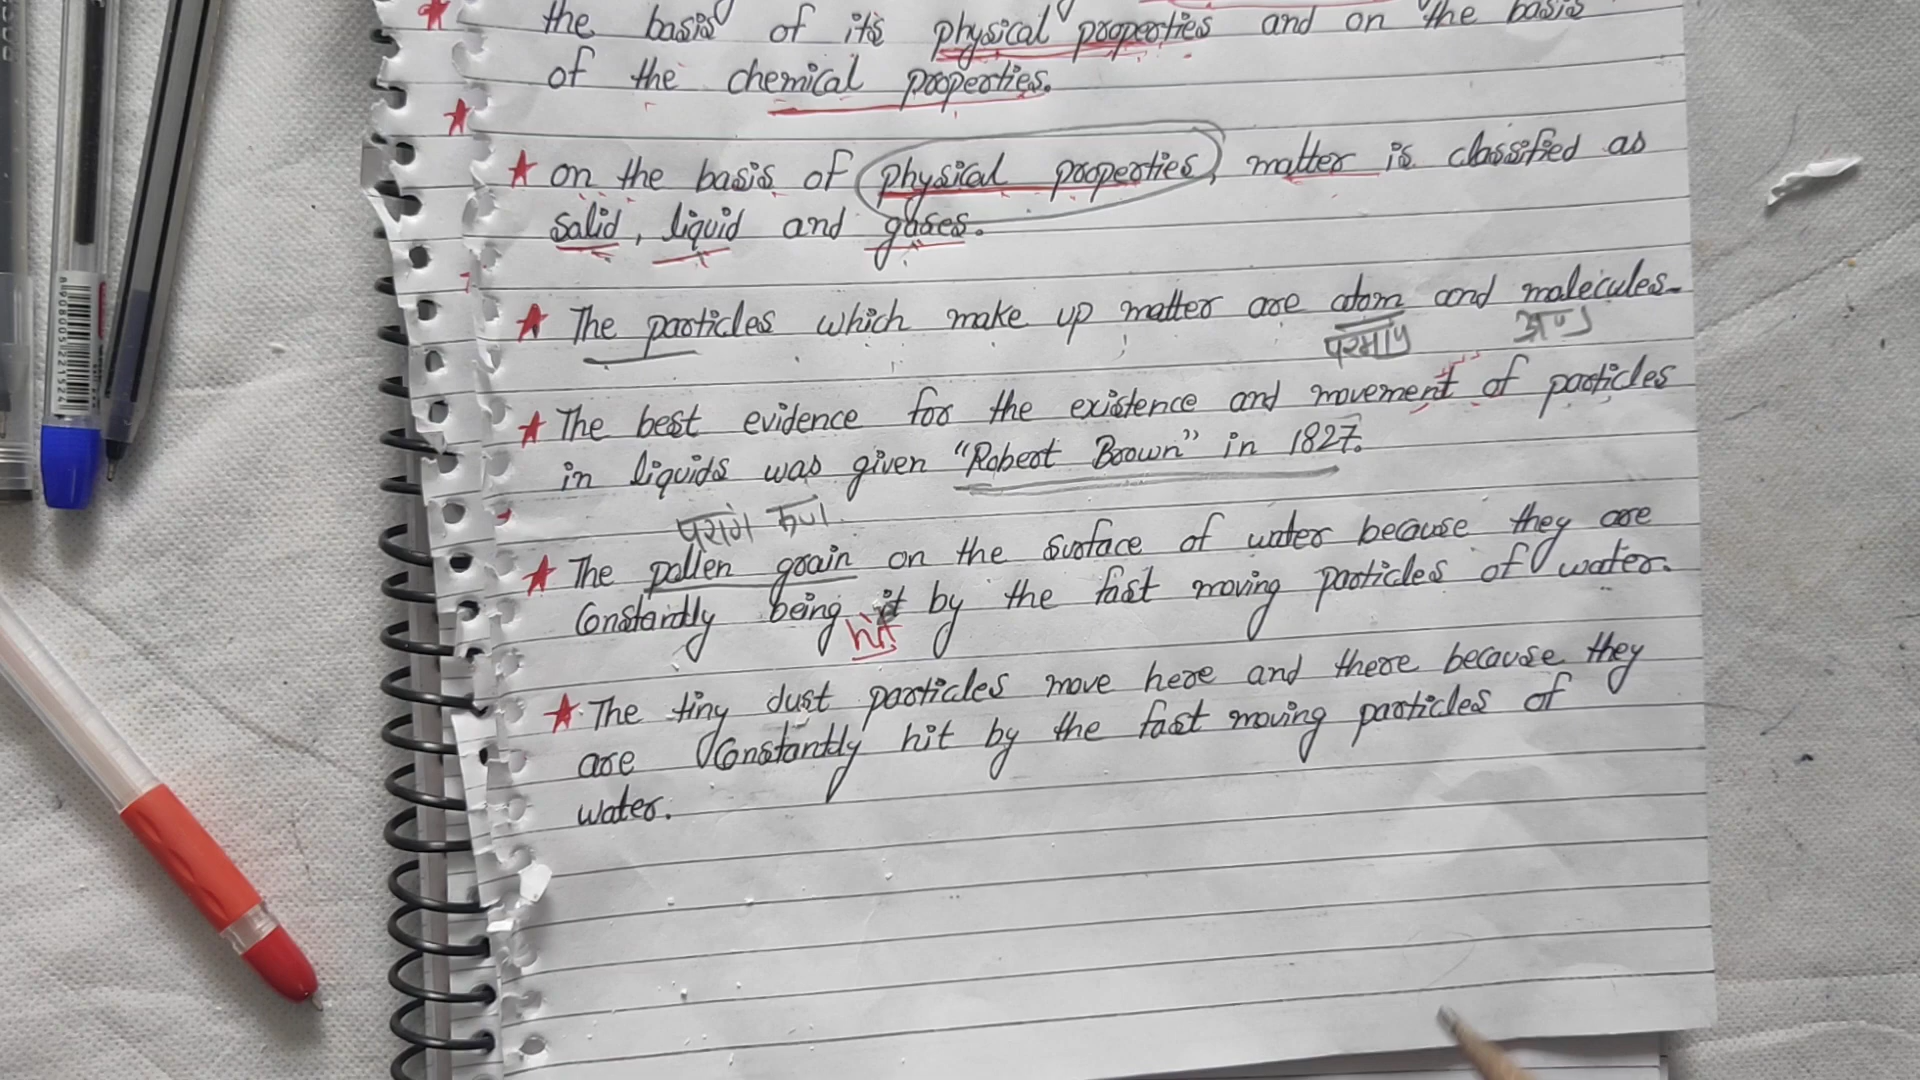 the basis of its physical properties and on the basis
of the chemical properties.
on the basis of physical properties, matter is classified as
solid, liquid and gases.
The particles which make up matter are atom and molecules.
परमाणु अणु
The best evidence for the existence and movement of particles
in liquids was given "Robert Brown" in 1827.
पराग कण
The pollen grain on the surface of water because they are
Constantly being it by the fast moving particles of water.
hit
The tiny dust particles move here and there because they
are Constantly hit by the fast moving particles of
water.